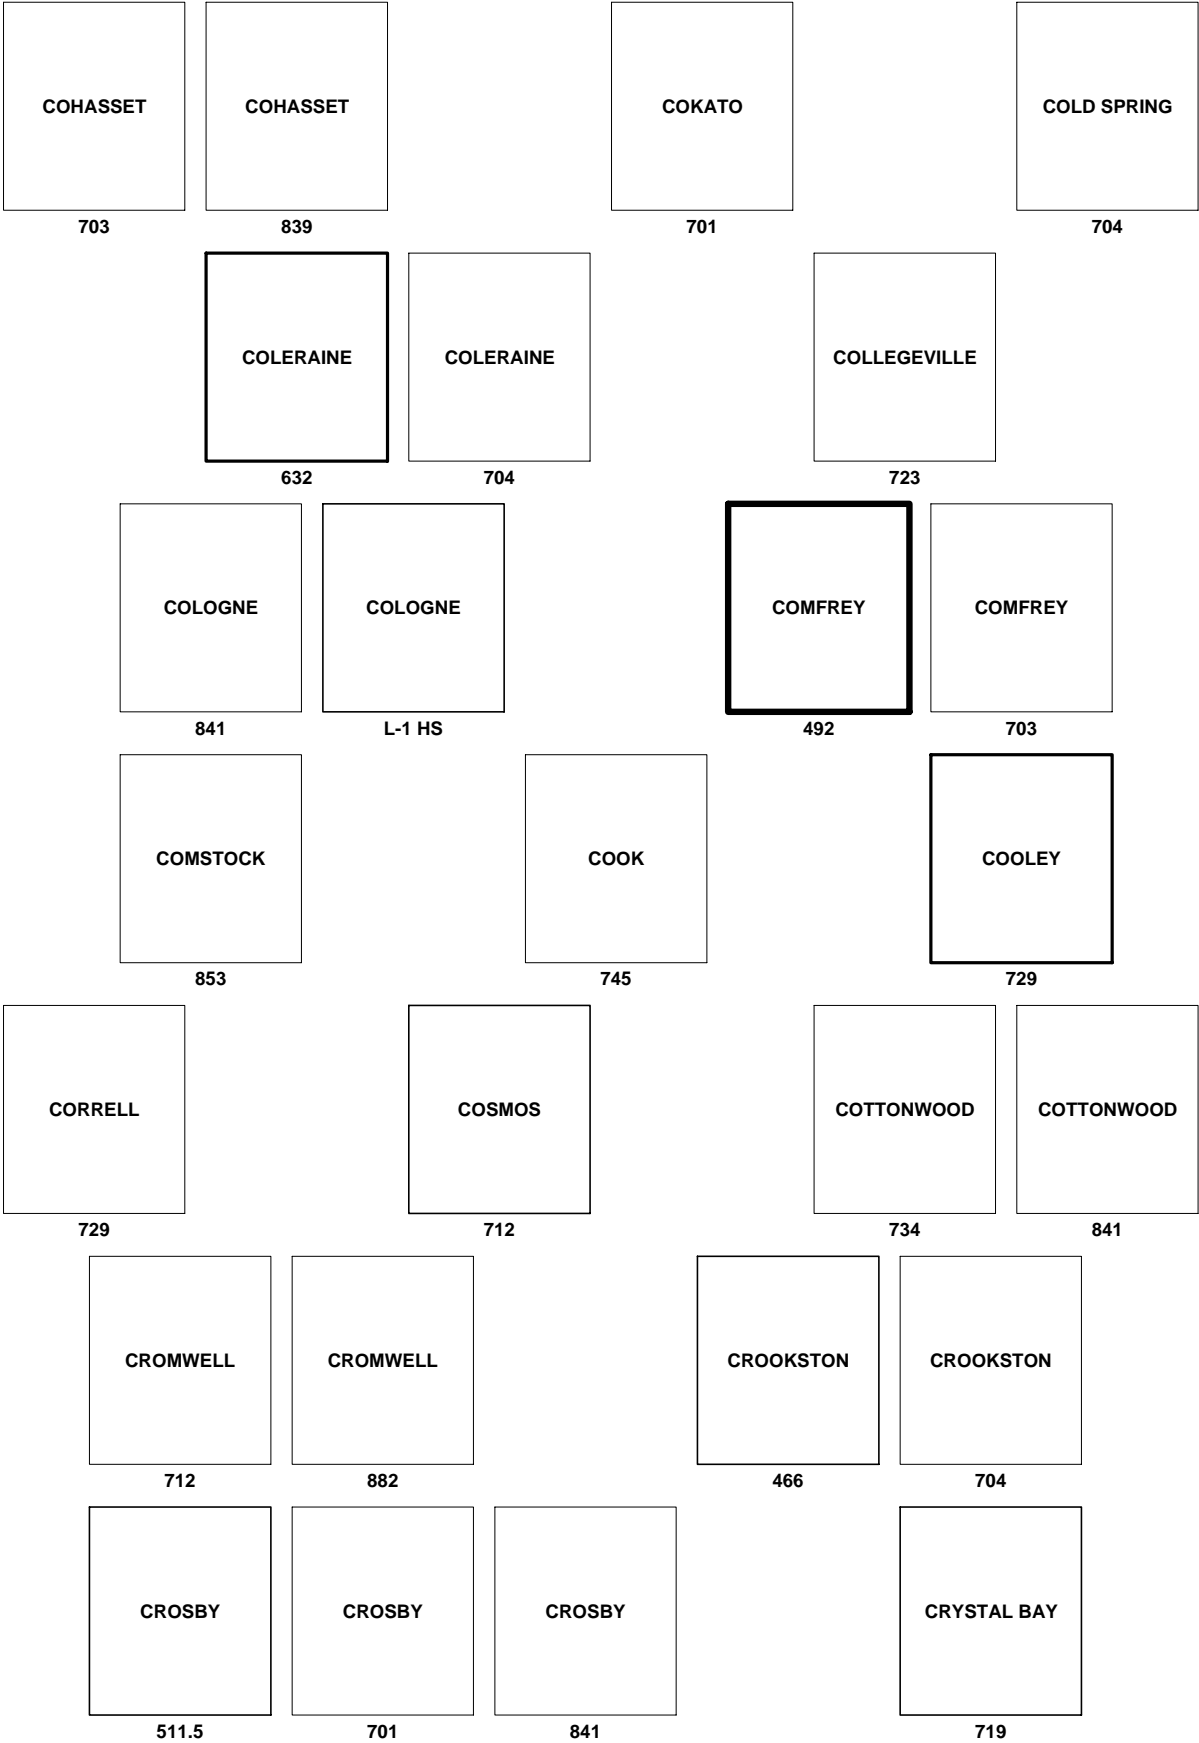 COHASSET COHASSET COKATO COLD SPRING
703 839 701 704
COLERAINE COLERAINE COLLEGEVILLE
632 704 723
COLOGNE COLOGNE COMFREY COMFREY
841 L-1 HS 492 703
COMSTOCK COOK COOLEY
853 745 729
CORRELL COSMOS COTTONWOOD COTTONWOOD
729 712 734 841
CROMWELL CROMWELL CROOKSTON CROOKSTON
712 882 466 704
CROSBY CROSBY CROSBY CRYSTAL BAY
511.5 701 841 719